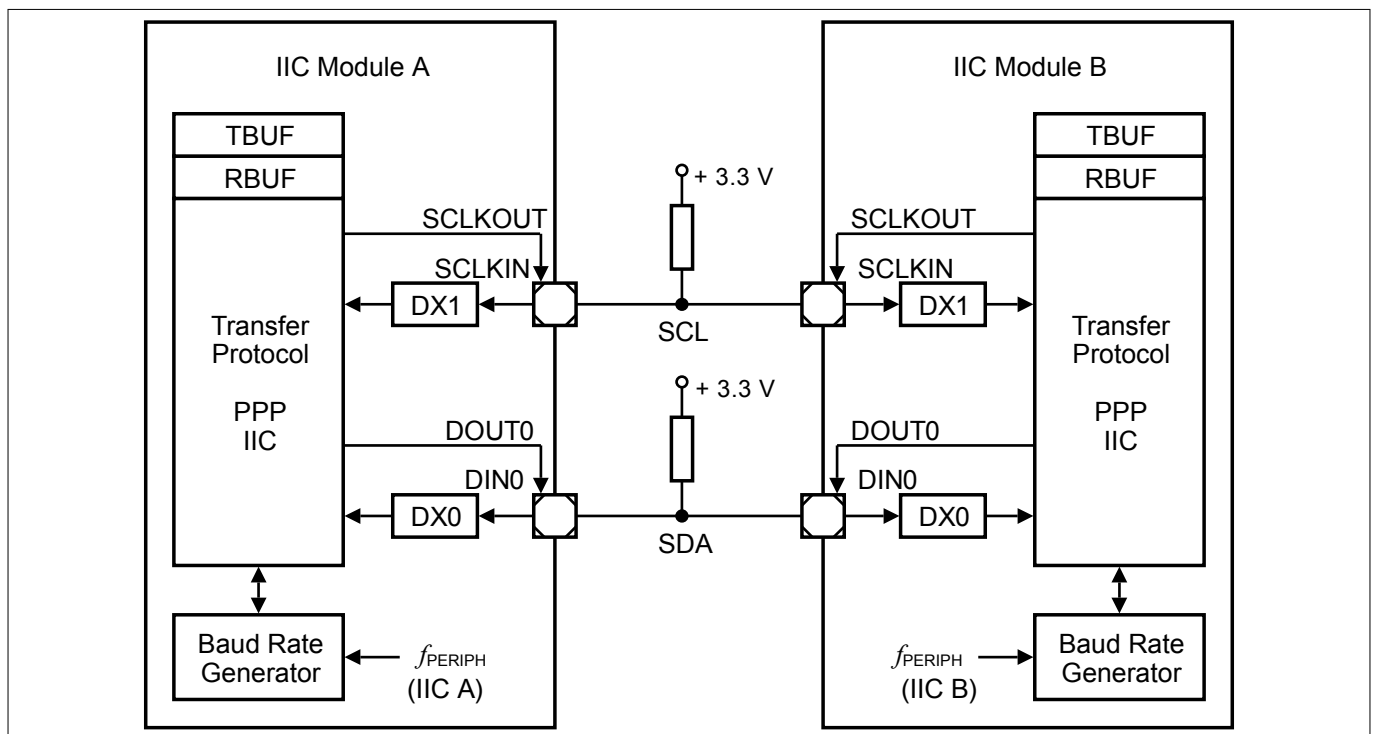 IIC Module A
TBUF
RBUF
SCLKOUT
SCLKIN
DX1
Transfer
Protocol
PPP
IIC
DOUT0
DIN0
DX0
Baud Rate
Generator
fPERIPH
(IIC A)
+ 3.3 V
SCL
+ 3.3 V
SDA
IIC Module B
TBUF
RBUF
SCLKOUT
SCLKIN
DX1
Transfer
Protocol
PPP
IIC
DOUT0
DIN0
DX0
fPERIPH
(IIC B)
Baud Rate
Generator